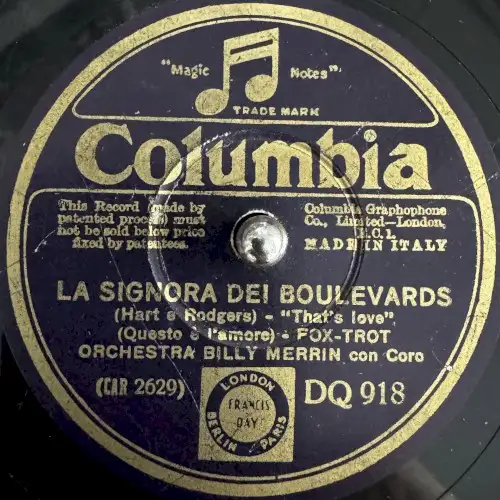 "Magic Notes"
TRADE MARK
Columbia
This Record made by
patented process must
not be sold below price
fixed by patentees.
Columbia Graphophone
Co., Limited—London,
E.C.1.
MADE IN ITALY
LA SIGNORA DEI BOULEVARDS
(Hart e Rodgers) - "That's love"
(Questo è l'amore) - FOX-TROT
ORCHESTRA BILLY MERRIN con Coro
(CAR 2629)
LONDON
FRANCIS
DAY
BERLIN PARIS
DQ 918